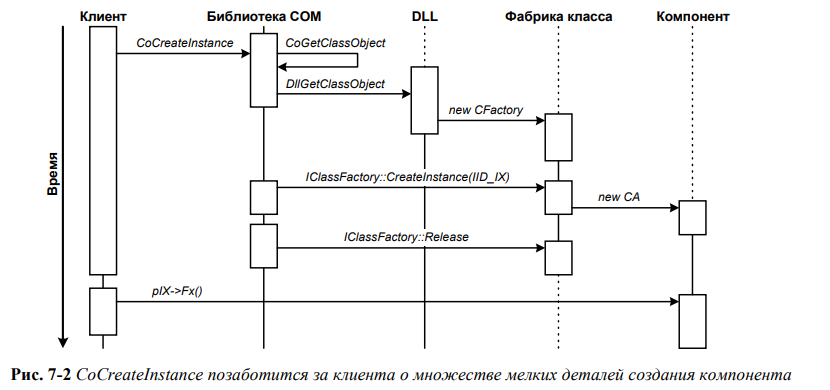 Клиент
Библиотека COM
DLL
Фабрика класса
Компонент
CoCreateInstance
CoGetClassObject
DllGetClassObject
new CFactory
Время
IClassFactory::CreateInstance(IID_IX)
new CA
IClassFactory::Release
pIX->Fx()
Рис. 7-2 CoCreateInstance позаботится за клиента о множестве мелких деталей создания компонента